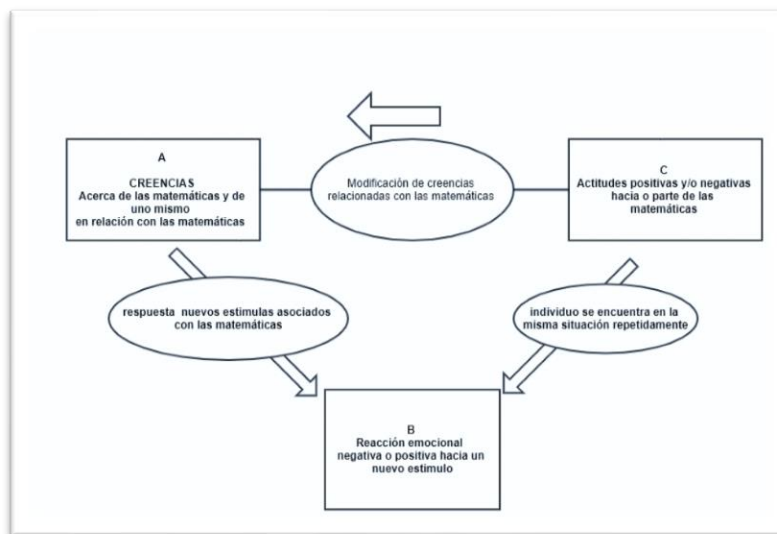 A
CREENCIAS
Acerca de las matemáticas y de
uno mismo
en relación con las matemáticas
Modificación de creencias
relacionadas con las matemáticas
C
Actitudes positivas y/o negativas
hacia o parte de las
matemáticas
respuesta nuevos estimulas asociados
con las matemáticas
individuo se encuentra en la
misma situación repetidamente
B
Reacción emocional
negativa o positiva hacia un
nuevo estimulo